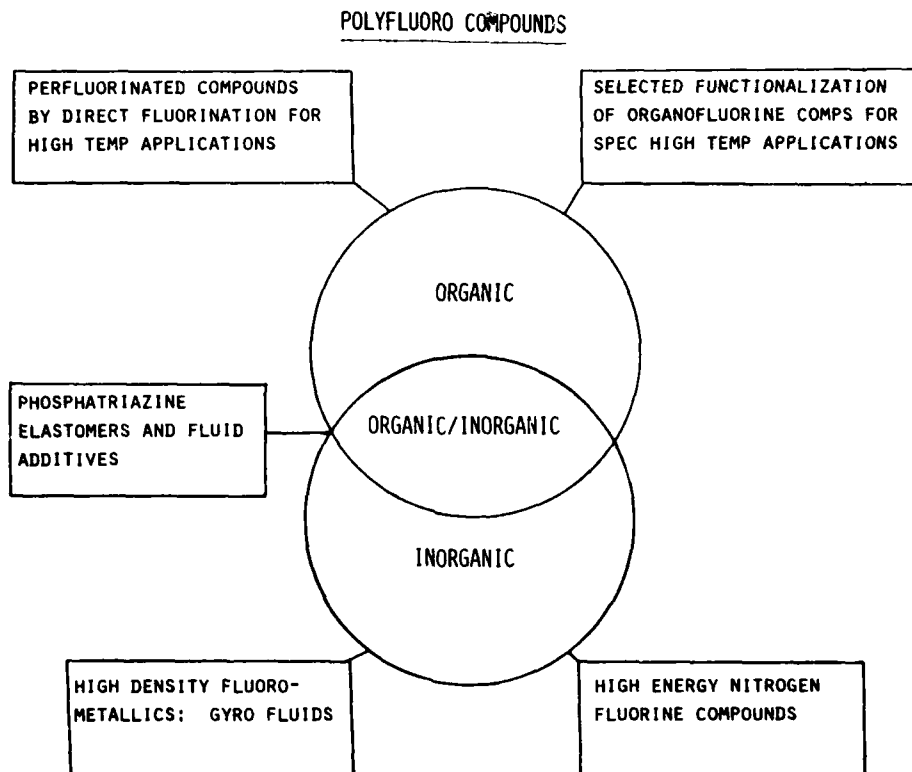 POLYFLUORO COMPOUNDS
PERFLUORINATED COMPOUNDS
BY DIRECT FLUORINATION FOR
HIGH TEMP APPLICATIONS
SELECTED FUNCTIONALIZATION
OF ORGANOFLUORINE COMPS FOR
SPEC HIGH TEMP APPLICATIONS
ORGANIC
PHOSPHATRIAZINE
ELASTOMERS AND FLUID
ADDITIVES
ORGANIC/INORGANIC
INORGANIC
HIGH DENSITY FLUORO-
METALLICS: GYRO FLUIDS
HIGH ENERGY NITROGEN
FLUORINE COMPOUNDS